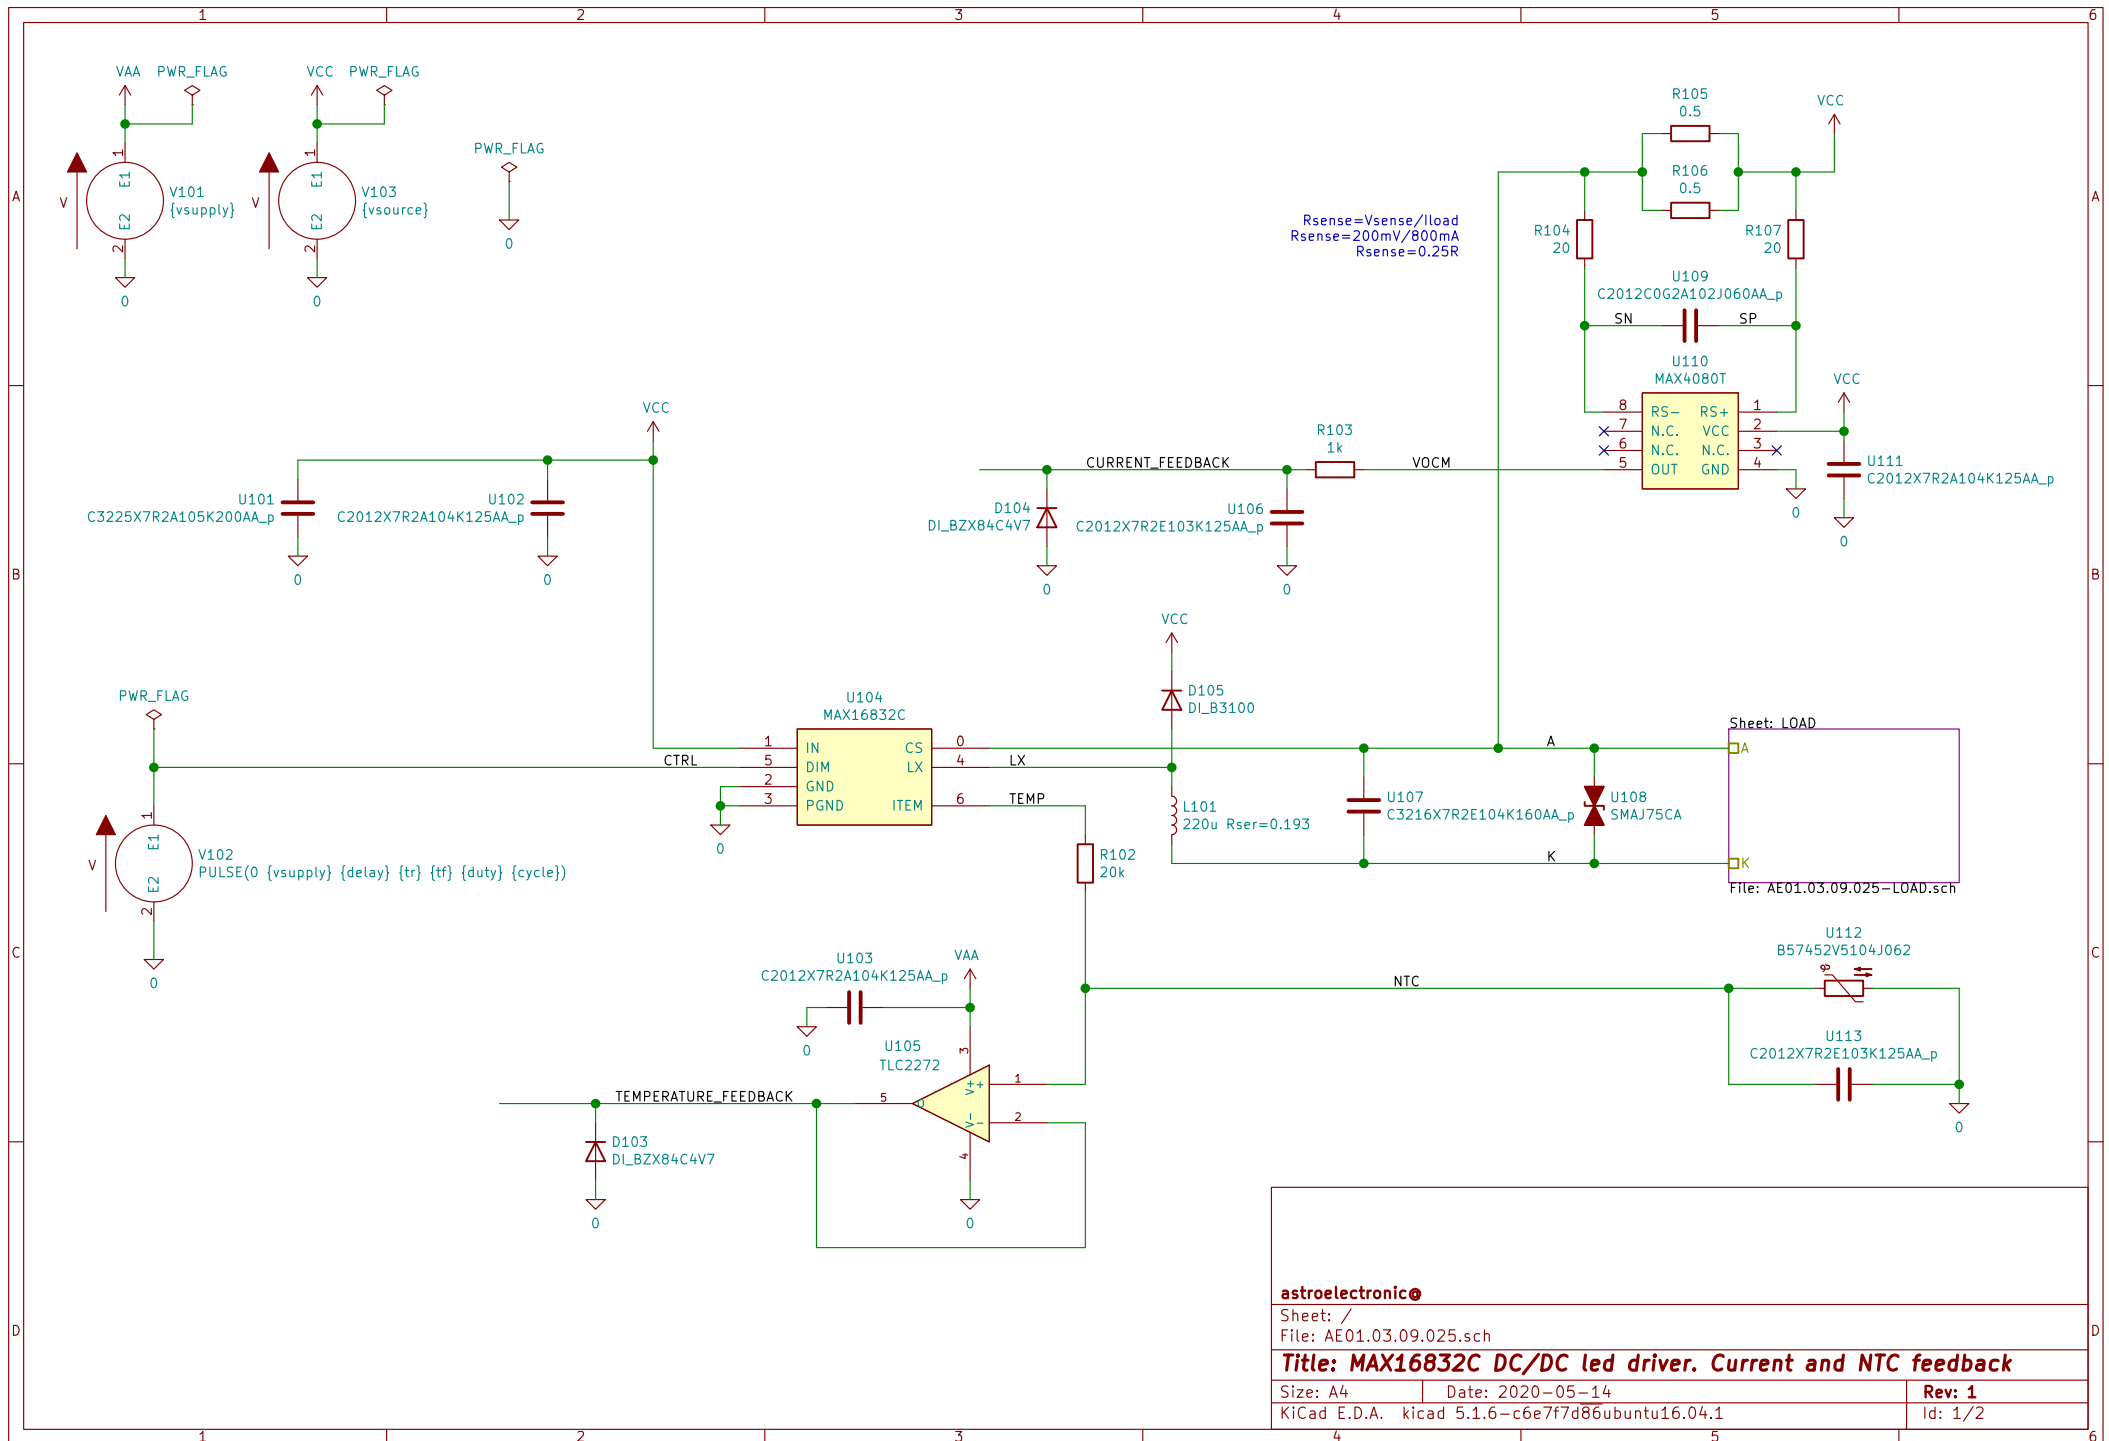 1 2 3 4 5 6
VAA PWR_FLAG
VCC PWR_FLAG
PWR_FLAG
0
A
V
1
E1
E2
2
V101
{vsupply}
0
V
1
E1
E2
2
V103
{vsource}
0
R105
0.5
VCC
R106
0.5
A
Rsense=Vsense/Iload
Rsense=200mV/800mA
Rsense=0.25R
R104
20
R107
20
U109
C2012C0G2A102J060AA_p
SN SP
U110
MAX4080T
8 RS- RS+ 1
7 N.C. VCC 2
6 N.C. N.C. 3
5 OUT GND 4
0
VCC
U111
C2012X7R2A104K125AA_p
0
VCC
U101
C3225X7R2A105K200AA_p
0
U102
C2012X7R2A104K125AA_p
0
R103
1k
CURRENT_FEEDBACK
VOCM
D104
DI_BZX84C4V7
0
U106
C2012X7R2E103K125AA_p
0
B
B
VCC
D105
DI_B3100
PWR_FLAG
CTRL
U104
MAX16832C
1 IN CS 0
5 DIM LX 4
2 GND
3 PGND ITEM 6
0
LX
TEMP
A
Sheet: LOAD
A
K
File: AE01.03.09.025-LOAD.sch
L101
220u Rser=0.193
U107
C3216X7R2E104K160AA_p
U108
SMAJ75CA
K
V
1
E1
E2
2
V102
PULSE(0 {vsupply} {delay} {tr} {tf} {duty} {cycle})
0
R102
20k
C
C
U103
C2012X7R2A104K125AA_p
0
VAA
NTC
U112
B57452V5104J062
U113
C2012X7R2E103K125AA_p
0
U105
TLC2272
3
V+
+
1
2
-
V-
4
O
5
0
TEMPERATURE_FEEDBACK
D103
DI_BZX84C4V7
0
D
D
astroelectronic@
Sheet: /
File: AE01.03.09.025.sch
Title: MAX16832C DC/DC led driver. Current and NTC feedback
Size: A4 Date: 2020-05-14 Rev: 1
KiCad E.D.A. kicad 5.1.6-c6e7f7d86ubuntu16.04.1 Id: 1/2
1 2 3 4 5 6